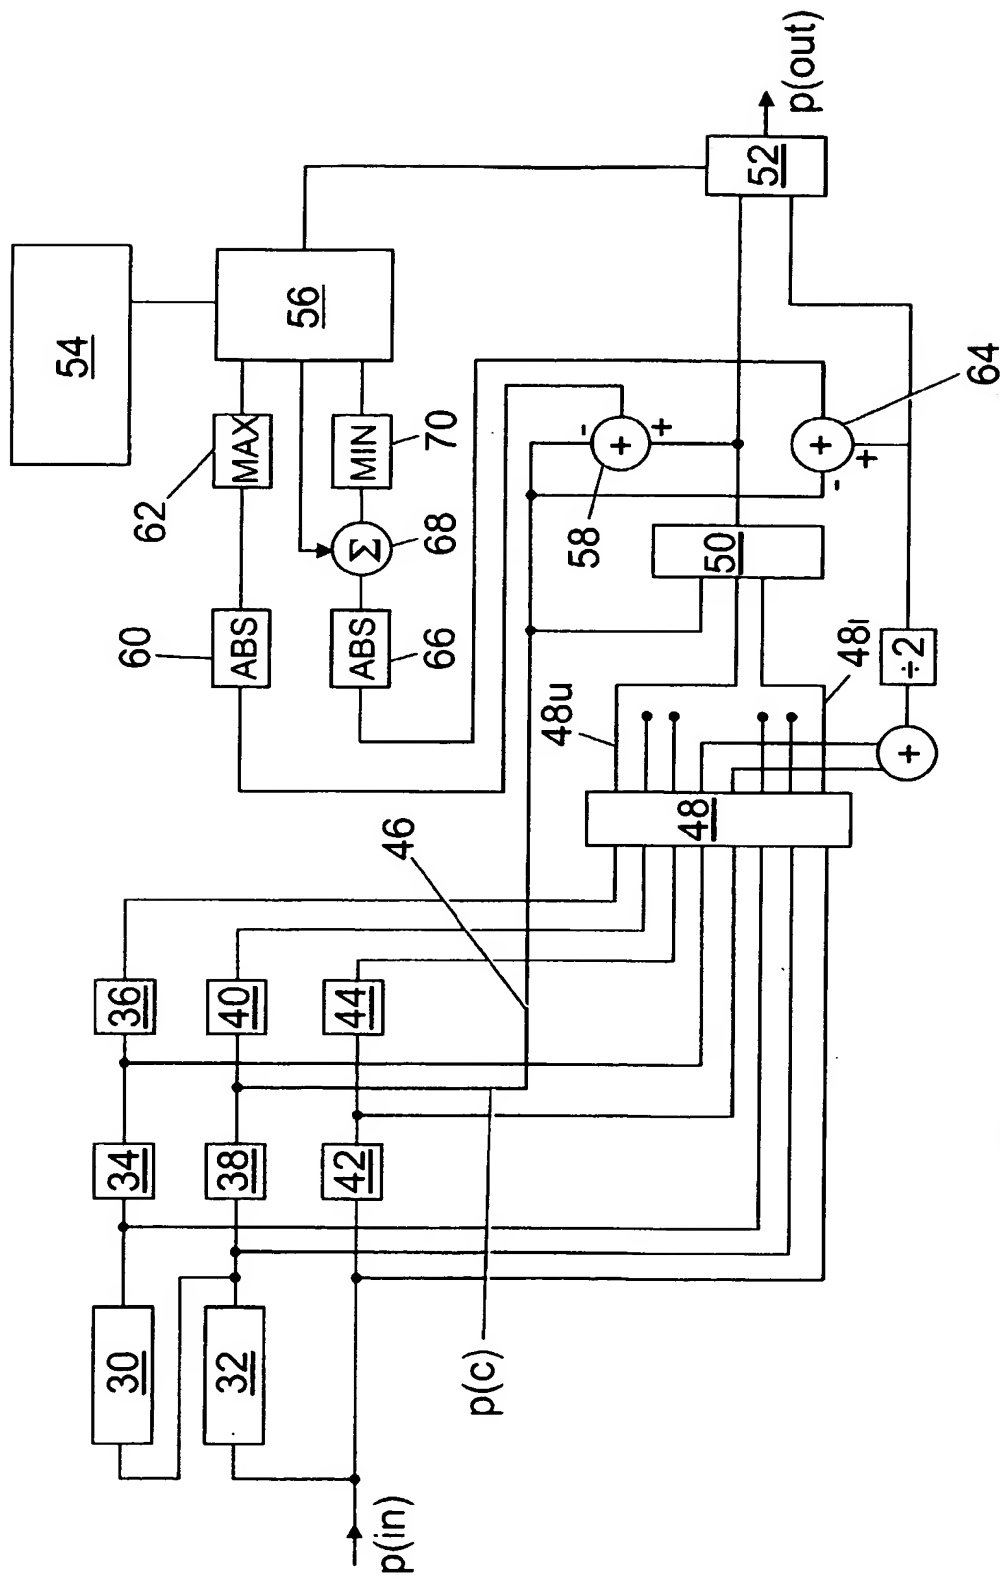 54
56
62
MAX
60
ABS
MIN
70
Σ
68
ABS
66
52
p(out)
58
+
-
+
64
+
-
+
50
48u
48l
÷2
+
48
46
36
40
44
34
38
42
30
32
p(c)
p(in)